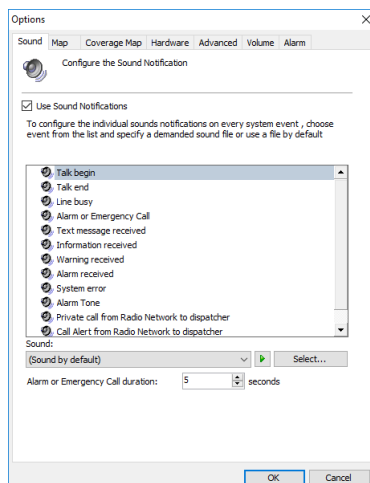 Options
Sound Map Coverage Map Hardware Advanced Volume Alarm
Configure the Sound Notification
Use Sound Notifications
To configure the individual sounds notifications on every system event , choose
event from the list and specify a demanded sound file or use a file by default
Talk begin
Talk end
Line busy
Alarm or Emergency Call
Text message received
Information received
Warning received
Alarm received
System error
Alarm Tone
Private call from Radio Network to dispatcher
Call Alert from Radio Network to dispatcher
Sound:
(Sound by default) Select...
Alarm or Emergency Call duration: 5 seconds
OK Cancel